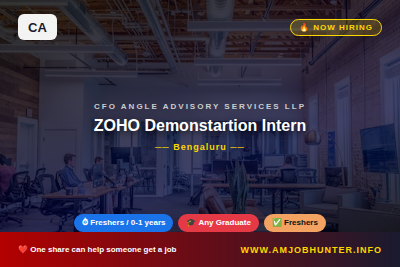 CA
🔥 NOW HIRING
CFO ANGLE ADVISORY SERVICES LLP
ZOHO Demonstartion Intern
── Bengaluru ──
⏱ Freshers / 0-1 years
🎓 Any Graduate
✅ Freshers
❤️ One share can help someone get a job
WWW.AMJOBHUNTER.INFO